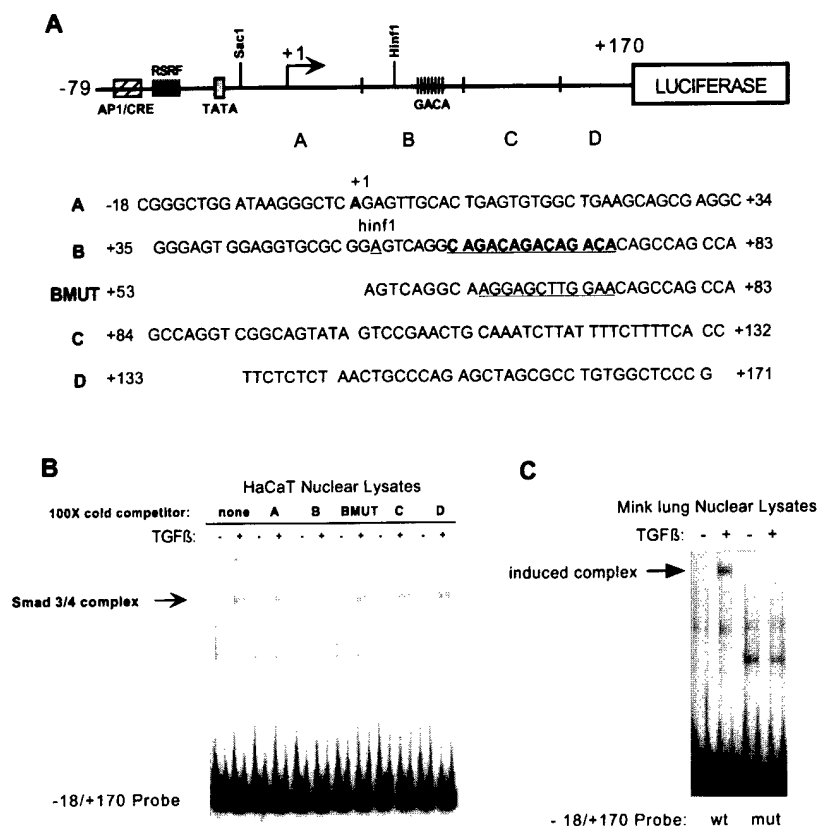 A
Sac1
+1
Hinf1
+170
RSRF
-79
LUCIFERASE
AP1/CRE
TATA
GACA
A B C D
+1
A -18 CGGGCTGG ATAAGGGCTC AGAGTTGCAC TGAGTGTGGC TGAAGCAGCG AGGC +34
hinf1
B +35 GGGAGT GGAGGTGCGC GGAGTCAGGC AGACAGACAG ACACAGCCAG CCA +83
BMUT +53 AGTCAGGCA AGGAGCTTGG AACAGCCAG CCA +83
C +84 GCCAGGT CGGCAGTATA GTCCGAACTG CAAATCTTAT TTTCTTTTCA CC +132
D +133 TTCTCTCT AACTGCCCAG AGCTAGCGCC TGTGGCTCCC G +171
B
HaCaT Nuclear Lysates
100X cold competitor: none A B BMUT C D
TGFß: - + - + - + - + - + - +
Smad 3/4 complex
-18/+170 Probe
C
Mink lung Nuclear Lysates
TGFß: - + - +
induced complex
- 18/+170 Probe: wt mut